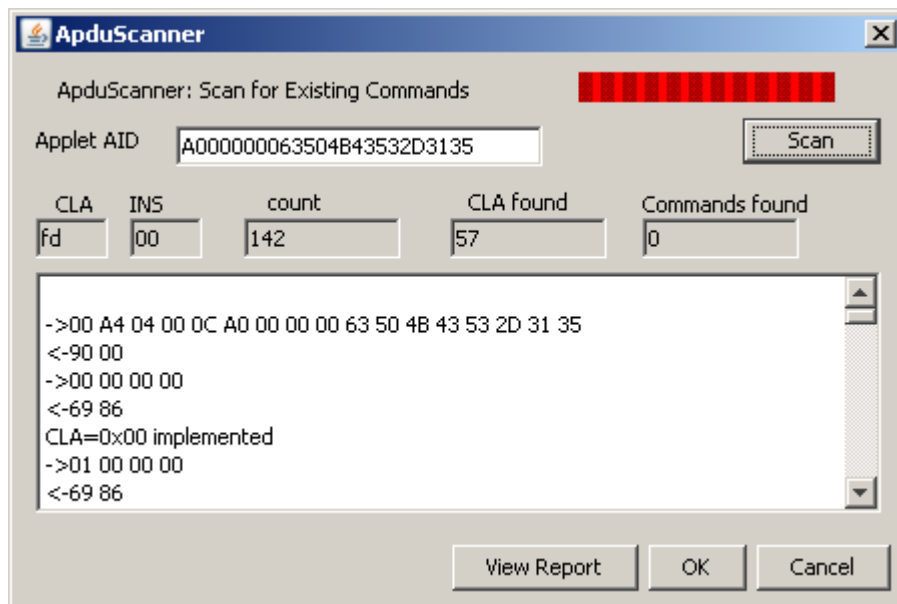 ApduScanner
ApduScanner: Scan for Existing Commands
Applet AID A000000063504B43532D3135 Scan
CLA INS count CLA found Commands found
fd 00 142 57 0
->00 A4 04 00 0C A0 00 00 00 63 50 4B 43 53 2D 31 35
<-90 00
->00 00 00 00
<-69 86
CLA=0x00 implemented
->01 00 00 00
<-69 86
View Report OK Cancel